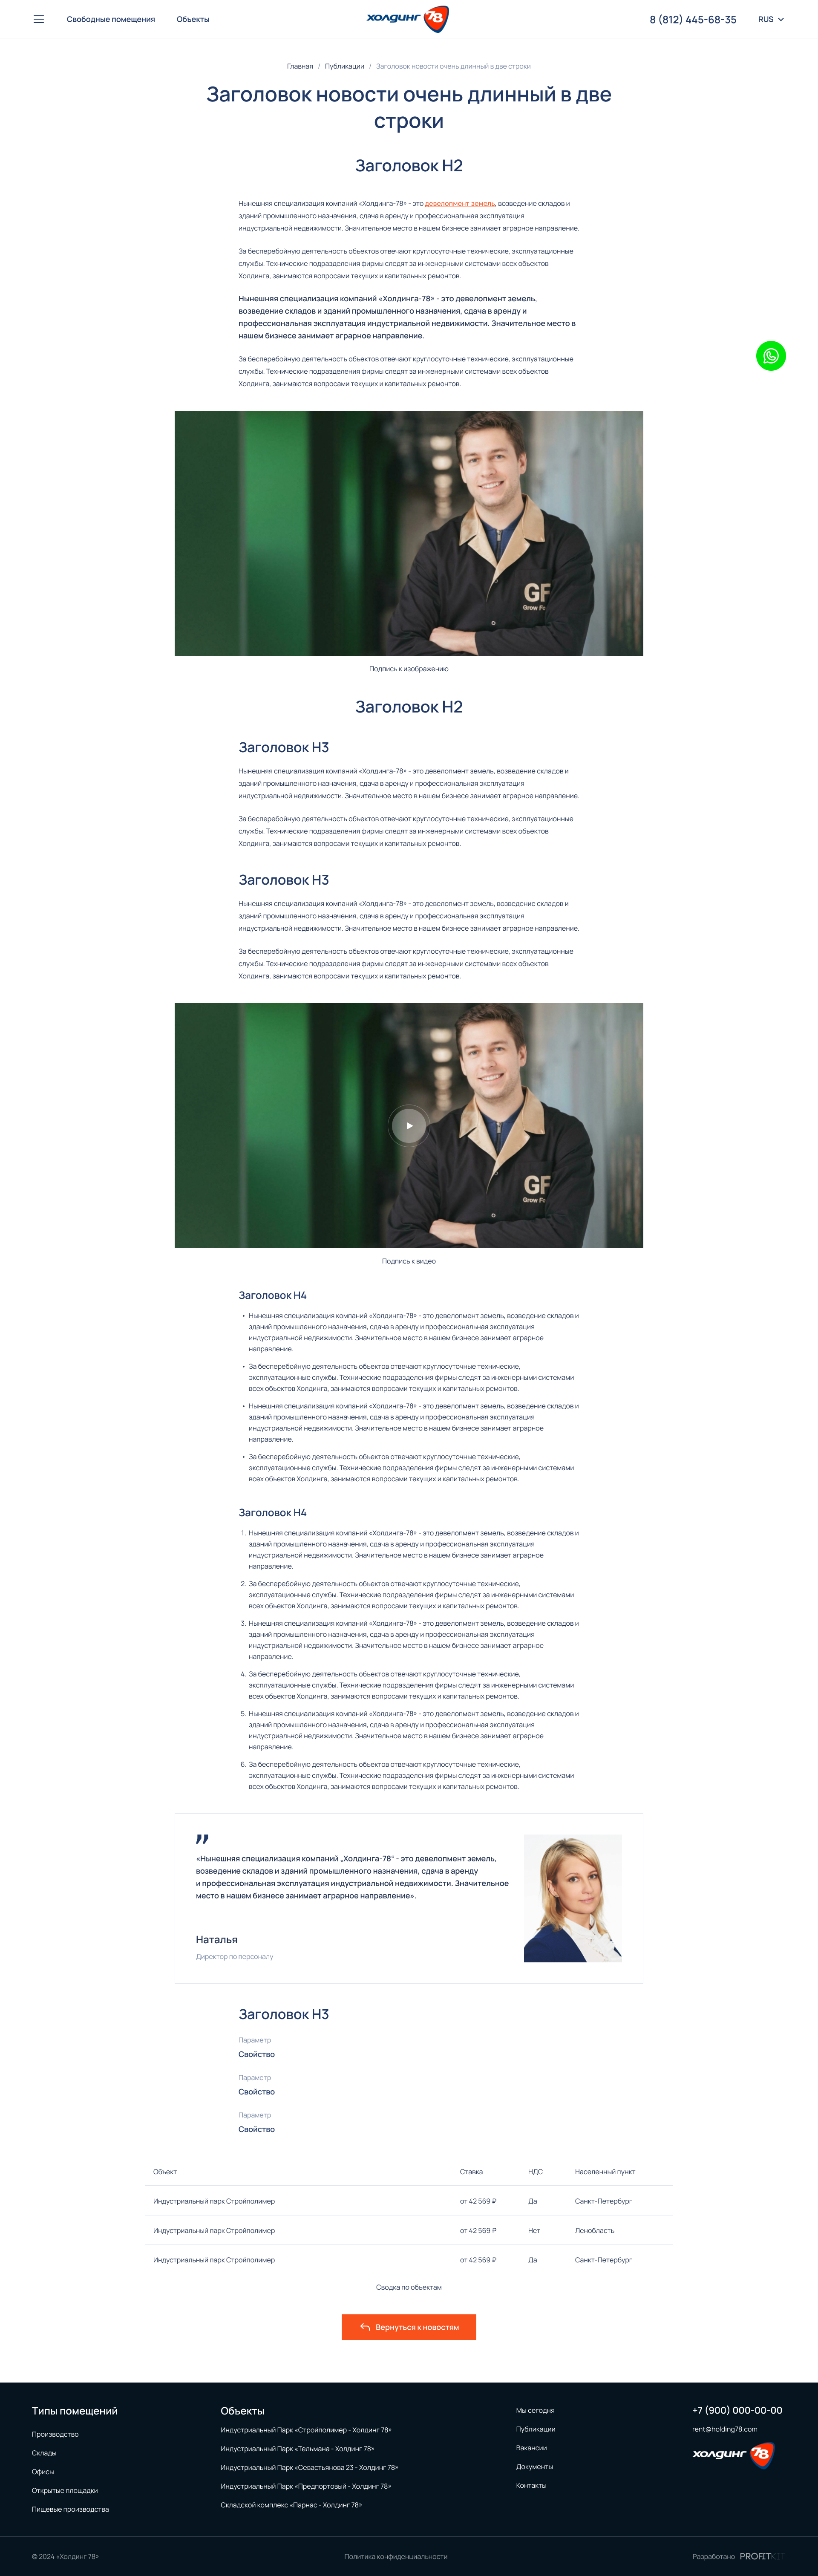 Свободные помещения
Объекты
холдинг 78
8 (812) 445-68-35
RUS
Главная / Публикации / Заголовок новости очень длинный в две строки
Заголовок новости очень длинный в две
строки
Заголовок H2
Нынешняя специализация компаний «Холдинга-78» - это девелопмент земель, возведение складов и
зданий промышленного назначения, сдача в аренду и профессиональная эксплуатация
индустриальной недвижимости. Значительное место в нашем бизнесе занимает аграрное направление.
За бесперебойную деятельность объектов отвечают круглосуточные технические, эксплуатационные
службы. Технические подразделения фирмы следят за инженерными системами всех объектов
Холдинга, занимаются вопросами текущих и капитальных ремонтов.
Нынешняя специализация компаний «Холдинга-78» - это девелопмент земель,
возведение складов и зданий промышленного назначения, сдача в аренду и
профессиональная эксплуатация индустриальной недвижимости. Значительное место в
нашем бизнесе занимает аграрное направление.
За бесперебойную деятельность объектов отвечают круглосуточные технические, эксплуатационные
службы. Технические подразделения фирмы следят за инженерными системами всех объектов
Холдинга, занимаются вопросами текущих и капитальных ремонтов.
GF
Подпись к изображению
Заголовок H2
Заголовок H3
Нынешняя специализация компаний «Холдинга-78» - это девелопмент земель, возведение складов и
зданий промышленного назначения, сдача в аренду и профессиональная эксплуатация
индустриальной недвижимости. Значительное место в нашем бизнесе занимает аграрное направление.
За бесперебойную деятельность объектов отвечают круглосуточные технические, эксплуатационные
службы. Технические подразделения фирмы следят за инженерными системами всех объектов
Холдинга, занимаются вопросами текущих и капитальных ремонтов.
Заголовок H3
Нынешняя специализация компаний «Холдинга-78» - это девелопмент земель, возведение складов и
зданий промышленного назначения, сдача в аренду и профессиональная эксплуатация
индустриальной недвижимости. Значительное место в нашем бизнесе занимает аграрное направление.
За бесперебойную деятельность объектов отвечают круглосуточные технические, эксплуатационные
службы. Технические подразделения фирмы следят за инженерными системами всех объектов
Холдинга, занимаются вопросами текущих и капитальных ремонтов.
GF
Подпись к видео
Заголовок H4
• Нынешняя специализация компаний «Холдинга-78» - это девелопмент земель, возведение складов и
зданий промышленного назначения, сдача в аренду и профессиональная эксплуатация
индустриальной недвижимости. Значительное место в нашем бизнесе занимает аграрное
направление.
• За бесперебойную деятельность объектов отвечают круглосуточные технические,
эксплуатационные службы. Технические подразделения фирмы следят за инженерными системами
всех объектов Холдинга, занимаются вопросами текущих и капитальных ремонтов.
• Нынешняя специализация компаний «Холдинга-78» - это девелопмент земель, возведение складов и
зданий промышленного назначения, сдача в аренду и профессиональная эксплуатация
индустриальной недвижимости. Значительное место в нашем бизнесе занимает аграрное
направление.
• За бесперебойную деятельность объектов отвечают круглосуточные технические,
эксплуатационные службы. Технические подразделения фирмы следят за инженерными системами
всех объектов Холдинга, занимаются вопросами текущих и капитальных ремонтов.
Заголовок H4
1. Нынешняя специализация компаний «Холдинга-78» - это девелопмент земель, возведение складов и
зданий промышленного назначения, сдача в аренду и профессиональная эксплуатация
индустриальной недвижимости. Значительное место в нашем бизнесе занимает аграрное
направление.
2. За бесперебойную деятельность объектов отвечают круглосуточные технические,
эксплуатационные службы. Технические подразделения фирмы следят за инженерными системами
всех объектов Холдинга, занимаются вопросами текущих и капитальных ремонтов.
3. Нынешняя специализация компаний «Холдинга-78» - это девелопмент земель, возведение складов и
зданий промышленного назначения, сдача в аренду и профессиональная эксплуатация
индустриальной недвижимости. Значительное место в нашем бизнесе занимает аграрное
направление.
4. За бесперебойную деятельность объектов отвечают круглосуточные технические,
эксплуатационные службы. Технические подразделения фирмы следят за инженерными системами
всех объектов Холдинга, занимаются вопросами текущих и капитальных ремонтов.
5. Нынешняя специализация компаний «Холдинга-78» - это девелопмент земель, возведение складов и
зданий промышленного назначения, сдача в аренду и профессиональная эксплуатация
индустриальной недвижимости. Значительное место в нашем бизнесе занимает аграрное
направление.
6. За бесперебойную деятельность объектов отвечают круглосуточные технические,
эксплуатационные службы. Технические подразделения фирмы следят за инженерными системами
всех объектов Холдинга, занимаются вопросами текущих и капитальных ремонтов.
«Нынешняя специализация компаний „Холдинга-78“ - это девелопмент земель,
возведение складов и зданий промышленного назначения, сдача в аренду
и профессиональная эксплуатация индустриальной недвижимости. Значительное
место в нашем бизнесе занимает аграрное направление».
Наталья
Директор по персоналу
Заголовок H3
Параметр
Свойство
Параметр
Свойство
Параметр
Свойство
Объект Ставка НДС Населенный пункт
Индустриальный парк Стройполимер от 42 569 ₽ Да Санкт-Петербург
Индустриальный парк Стройполимер от 42 569 ₽ Нет Ленобласть
Индустриальный парк Стройполимер от 42 569 ₽ Да Санкт-Петербург
Сводка по объектам
Вернуться к новостям
Типы помещений
Производство
Склады
Офисы
Открытые площадки
Пищевые производства
Объекты
Индустриальный Парк «Стройполимер - Холдинг 78»
Индустриальный Парк «Тельмана - Холдинг 78»
Индустриальный Парк «Севастьянова 23 - Холдинг 78»
Индустриальный Парк «Предпортовый - Холдинг 78»
Складской комплекс «Парнас - Холдинг 78»
Мы сегодня
Публикации
Вакансии
Документы
Контакты
+7 (900) 000-00-00
rent@holding78.com
холдинг 78
© 2024 «Холдинг 78»
Политика конфиденциальности
Разработано PROFITKIT